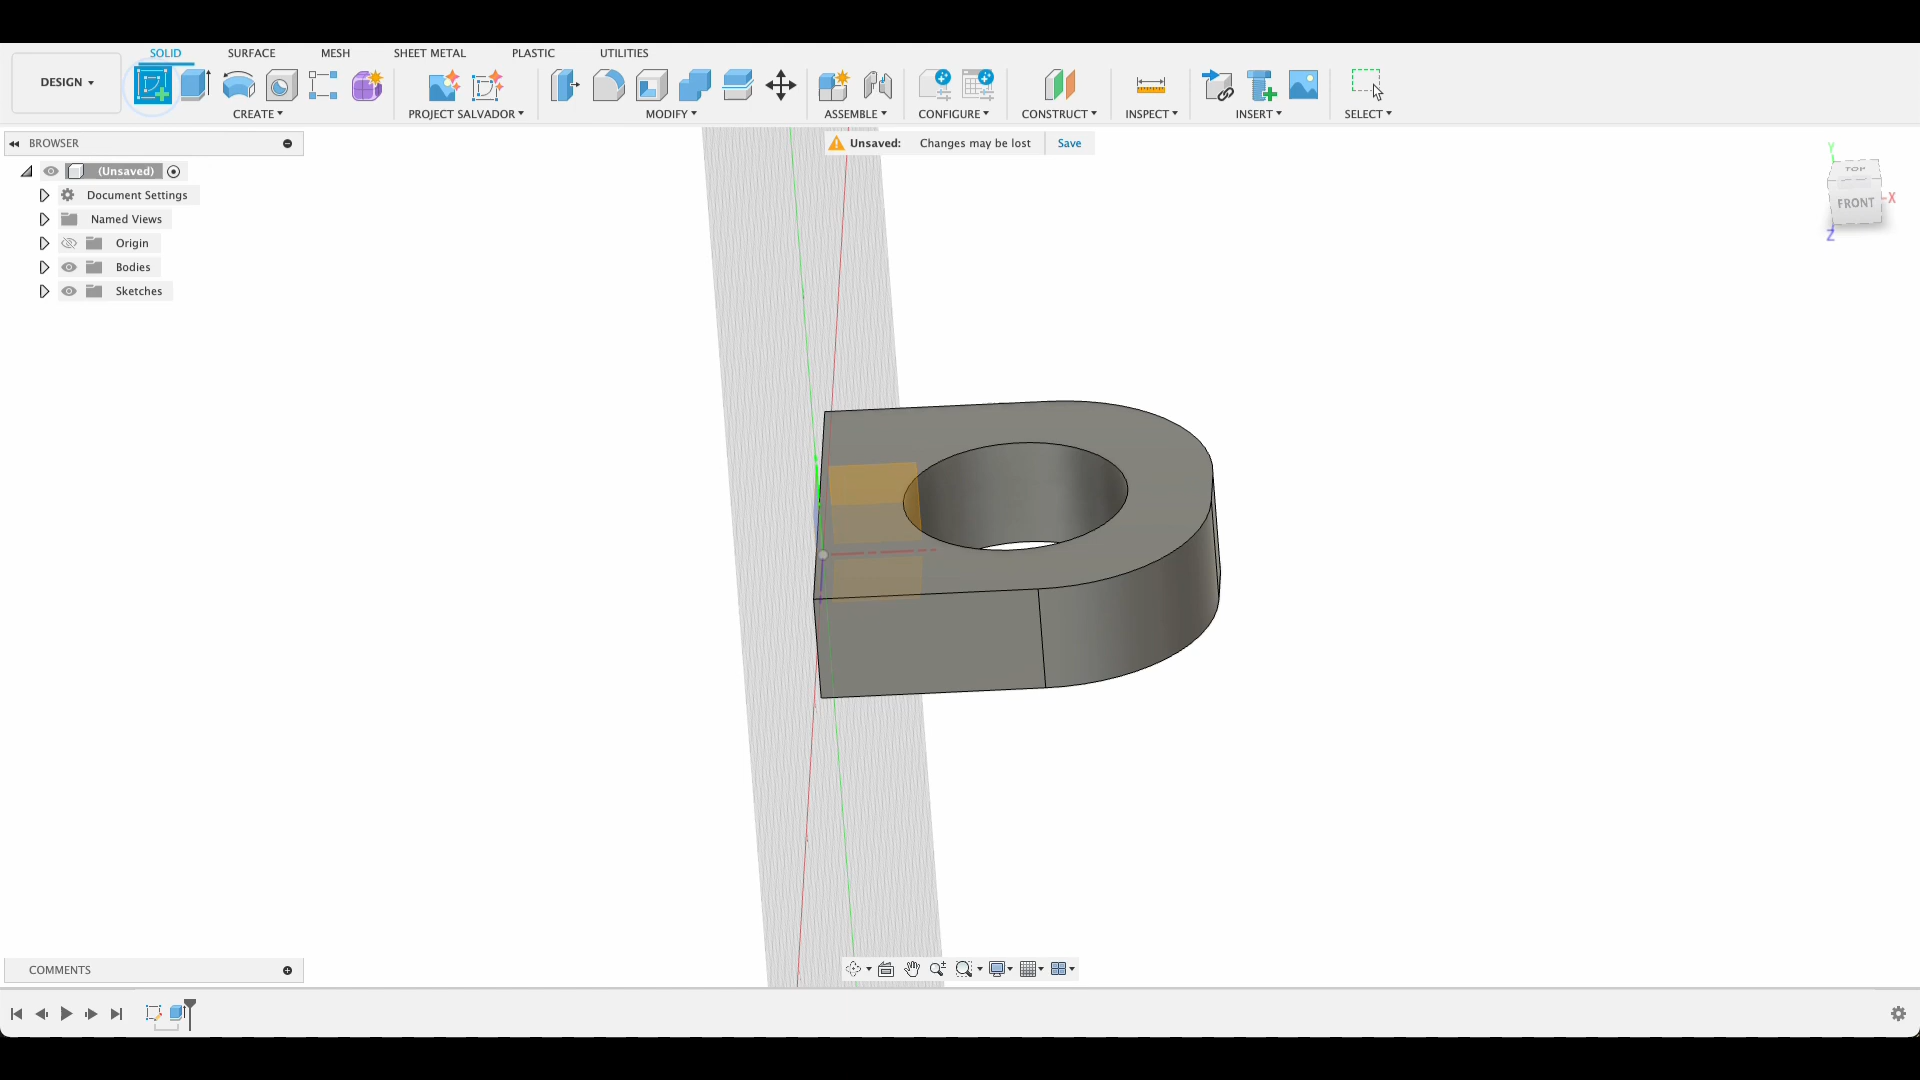 SOLID SURFACE MESH SHEET METAL PLASTIC UTILITIES
DESIGN
CREATE PROJECT SALVADOR MODIFY ASSEMBLE CONFIGURE CONSTRUCT INSPECT INSERT SELECT
BROWSER
Unsaved: Changes may be lost Save
(Unsaved)
Document Settings
Named Views
Origin
Bodies
Sketches
Y
TOP
FRONT
X
Z
COMMENTS